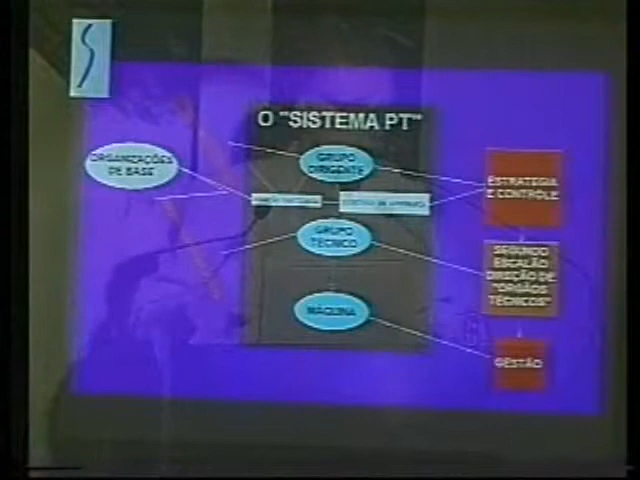 O "SISTEMA PT"
ORGANIZAÇÕES
DE BASE
GRUPO
DIRIGENTE
ESTRATÉGIA
E CONTROLE
GRUPO
TÉCNICO
SEGUNDO
ESCALÃO
DIREÇÃO DE
"ÓRGÃOS
TÉCNICOS"
MÁQUINA
GESTÃO